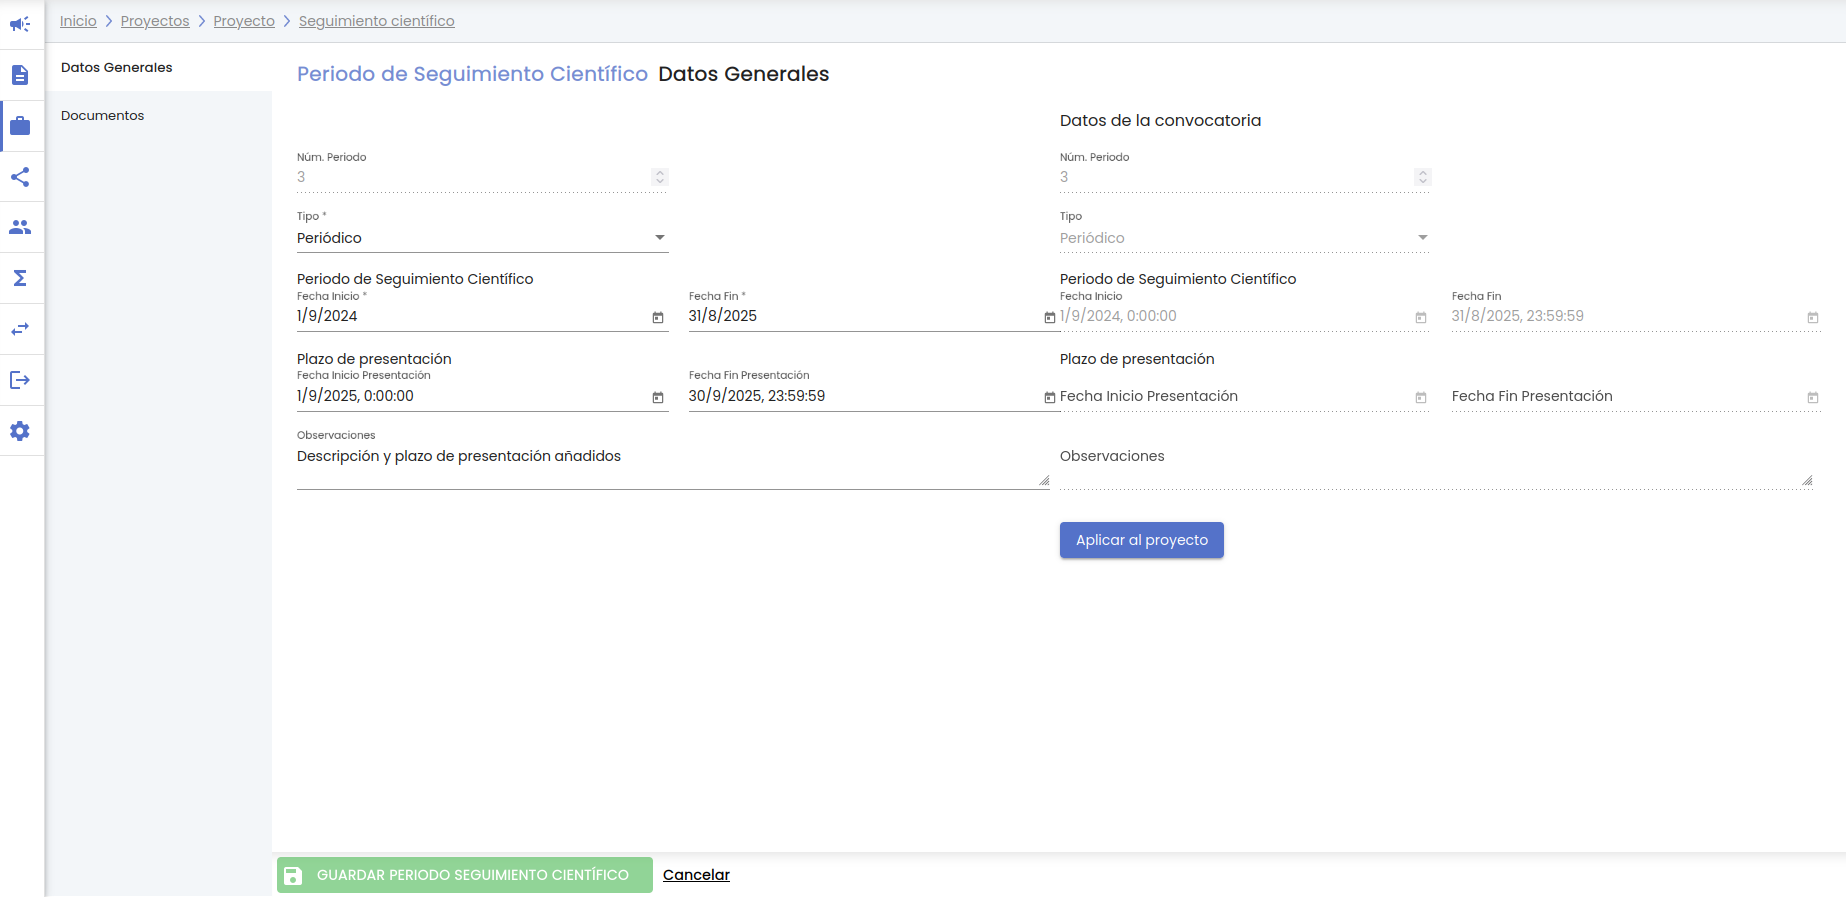 Inicio Proyectos Proyecto Seguimiento científico
Datos Generales
Documentos
Periodo de Seguimiento Científico Datos Generales
Datos de la convocatoria
Núm. Periodo
3
Núm. Periodo
3
Tipo *
Periódico
Tipo
Periódico
Periodo de Seguimiento Científico
Fecha Inicio *
1/9/2024
Fecha Fin *
31/8/2025
Periodo de Seguimiento Científico
Fecha Inicio
1/9/2024, 0:00:00
Fecha Fin
31/8/2025, 23:59:59
Plazo de presentación
Fecha Inicio Presentación
1/9/2025, 0:00:00
Fecha Fin Presentación
30/9/2025, 23:59:59
Plazo de presentación
Fecha Inicio Presentación
Fecha Fin Presentación
Observaciones
Descripción y plazo de presentación añadidos
Observaciones
Aplicar al proyecto
GUARDAR PERIODO SEGUIMIENTO CIENTÍFICO
Cancelar